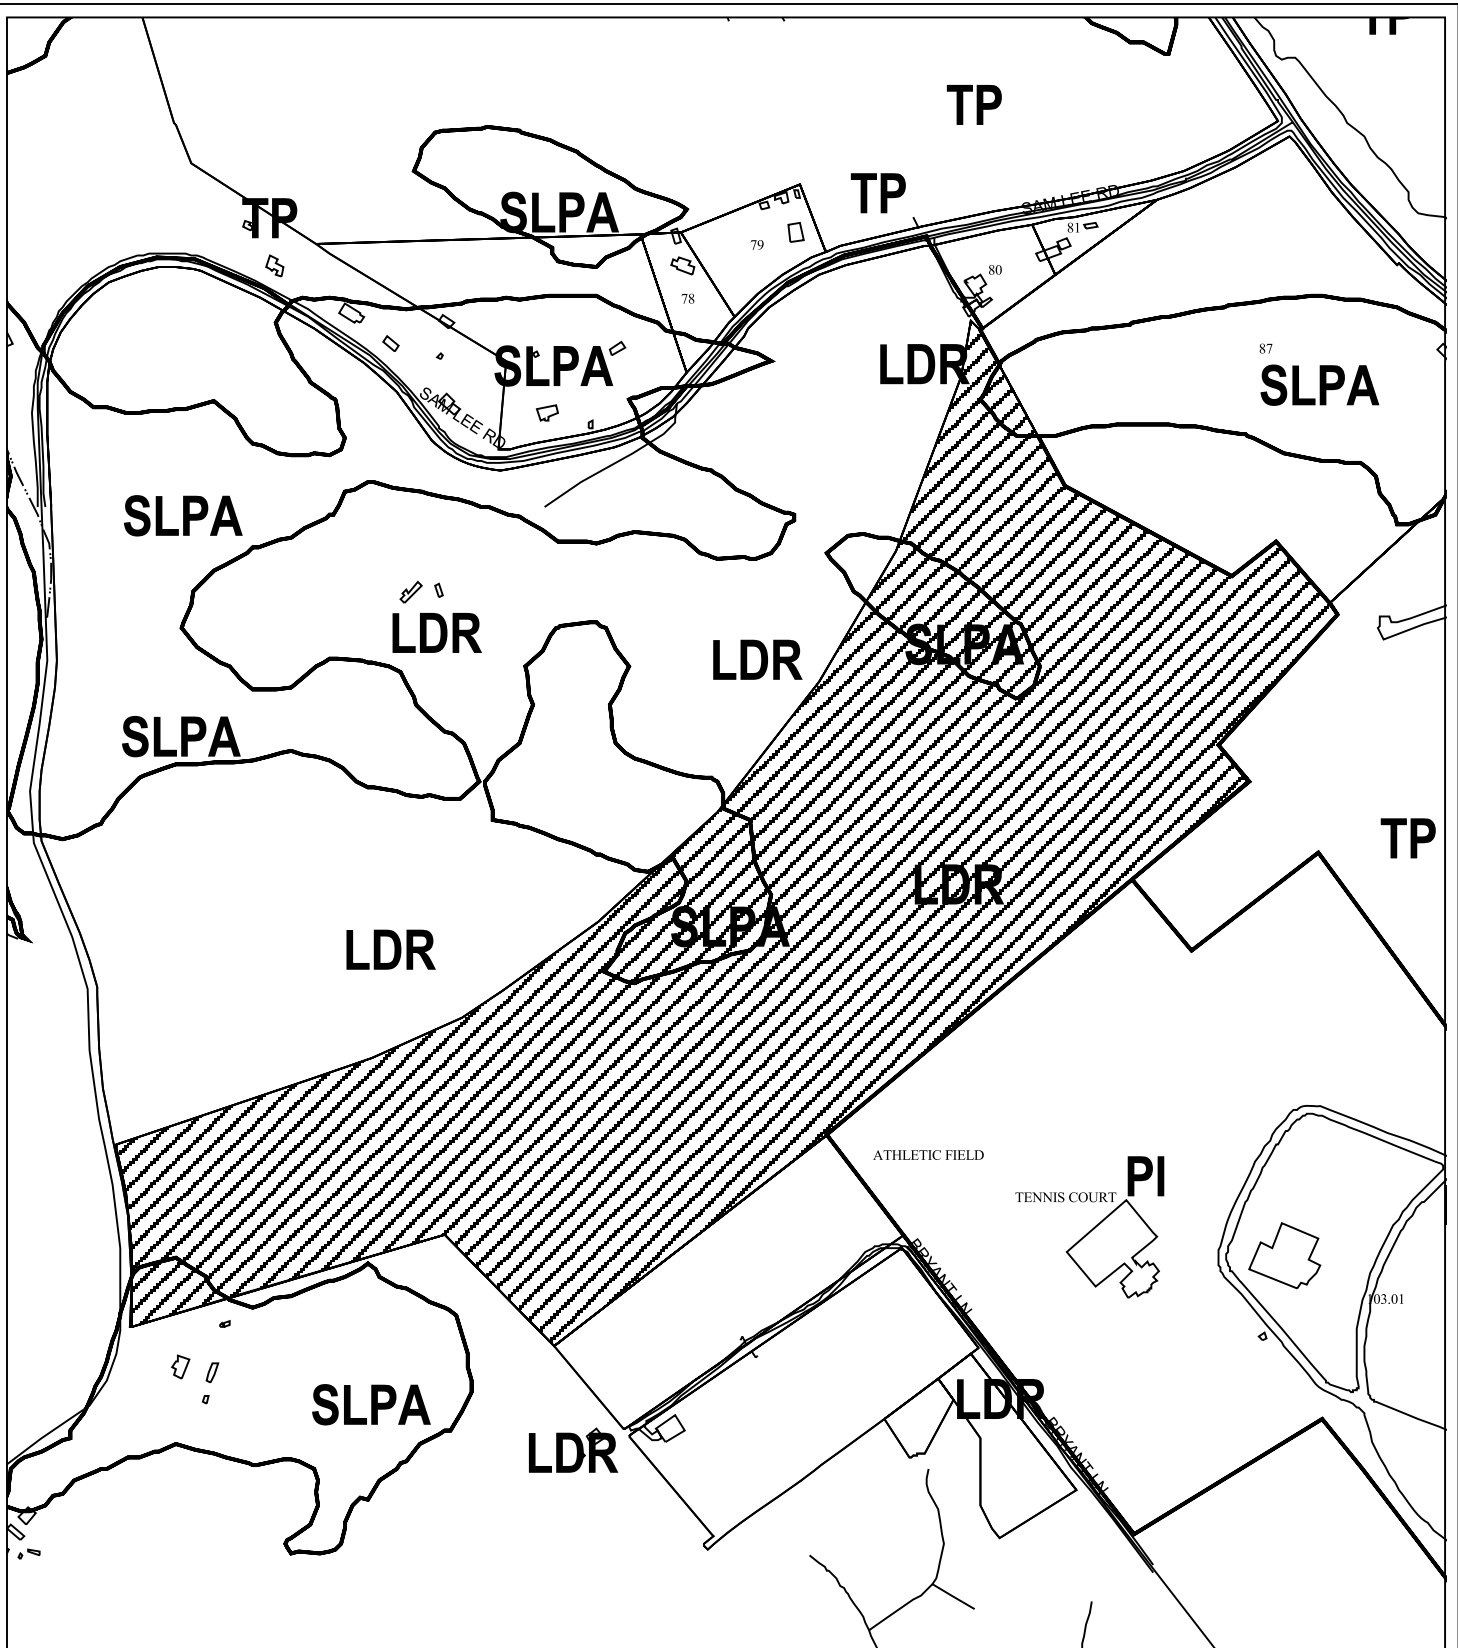 TP
TP
SAM LEE RD
TP
SLPA
TP
79
81
80
78
LDR
87
SLPA
SLPA
SAM LEE RD
SLPA
LDR
LDR
SLPA
SLPA
TP
LDR
SLPA
LDR
ATHLETIC FIELD
PI
TENNIS COURT
BRYANT LN
103.01
SLPA
LDR
LDR
BRYANT LN